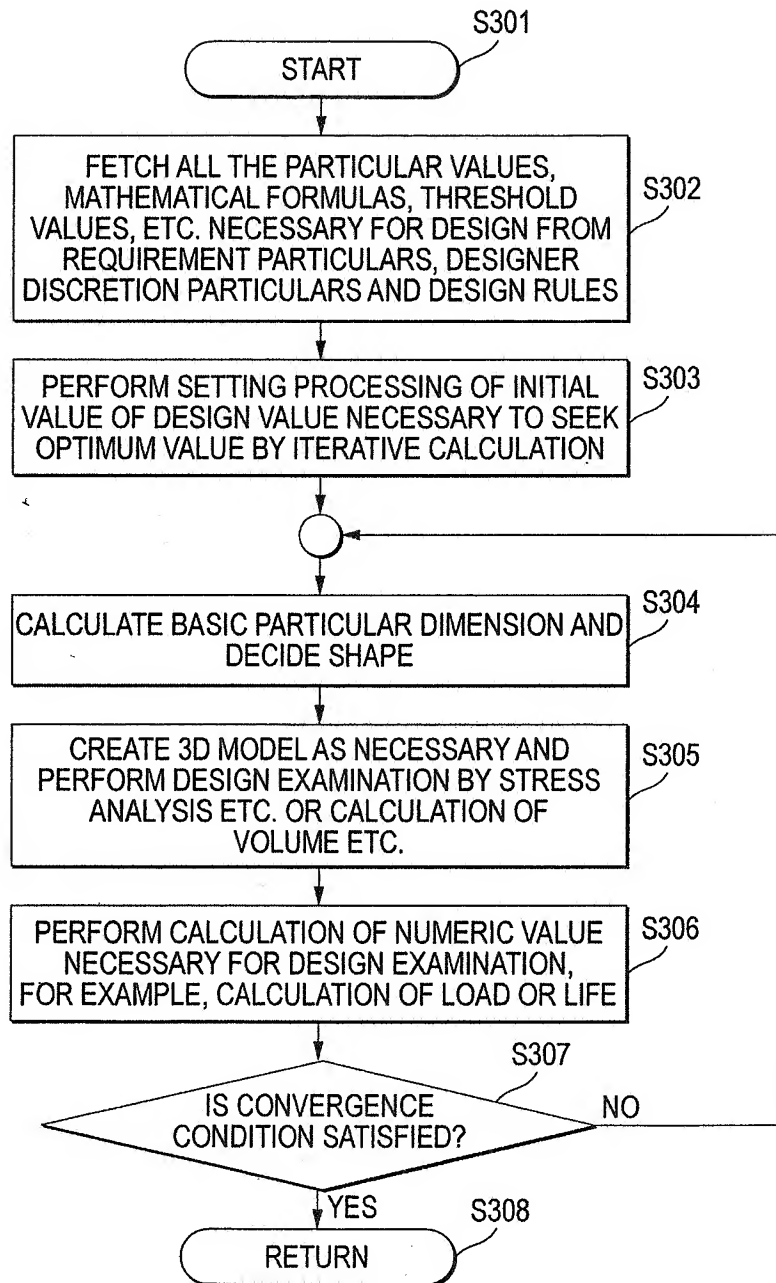 S301
START
FETCH ALL THE PARTICULAR VALUES,
MATHEMATICAL FORMULAS, THRESHOLD
VALUES, ETC. NECESSARY FOR DESIGN FROM
REQUIREMENT PARTICULARS, DESIGNER
DISCRETION PARTICULARS AND DESIGN RULES
S302
PERFORM SETTING PROCESSING OF INITIAL
VALUE OF DESIGN VALUE NECESSARY TO SEEK
OPTIMUM VALUE BY ITERATIVE CALCULATION
S303
CALCULATE BASIC PARTICULAR DIMENSION AND
DECIDE SHAPE
S304
CREATE 3D MODEL AS NECESSARY AND
PERFORM DESIGN EXAMINATION BY STRESS
ANALYSIS ETC. OR CALCULATION OF
VOLUME ETC.
S305
PERFORM CALCULATION OF NUMERIC VALUE
NECESSARY FOR DESIGN EXAMINATION,
FOR EXAMPLE, CALCULATION OF LOAD OR LIFE
S306
S307
IS CONVERGENCE
CONDITION SATISFIED?
NO
YES
S308
RETURN